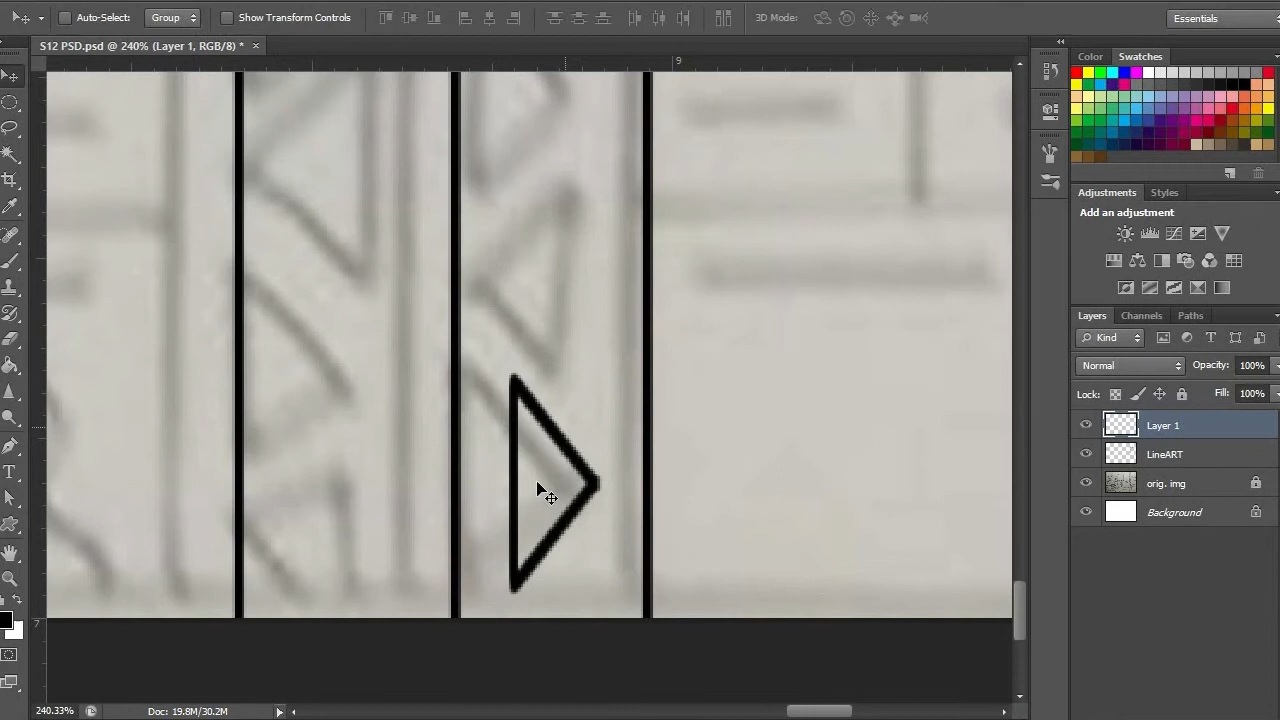 Auto-Select: Group Show Transform Controls 3D Mode: Essentials
S12 PSD.psd @ 240% (Layer 1, RGB/8) * ×
9
7
Color Swatches
Adjustments Styles
Add an adjustment
Layers Channels Paths
Kind
Normal Opacity: 100%
Lock: Fill: 100%
Layer 1
LineART
orig. img
Background
240.33% Doc: 19.8M/30.2M